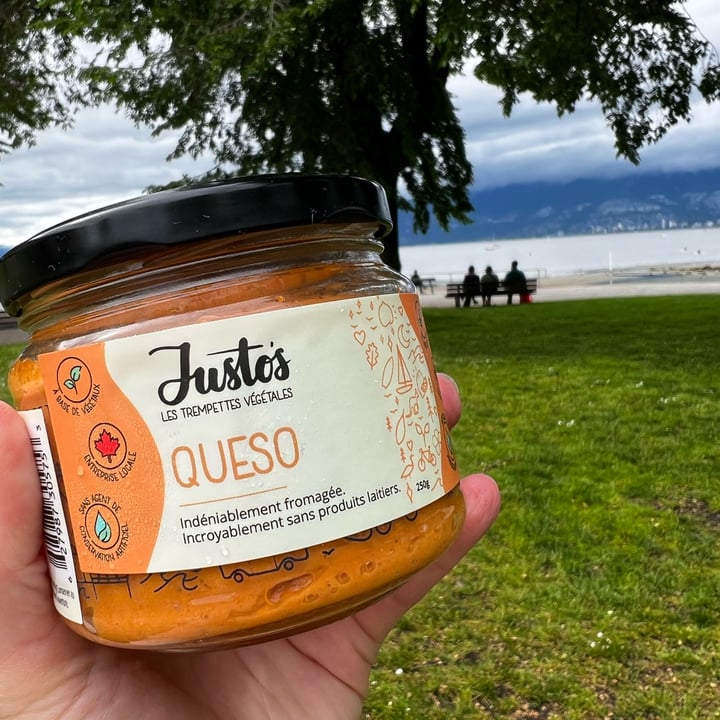 Justo's
LES TREMPETTES VÉGÉTALES
QUESO
Indéniablement fromagée.
Incroyablement sans produits laitiers.
250g
À BASE DE VÉGÉTAUX
ENTREPRISE LOCALE
SANS AGENT DE
CONSERVATION ARTIFICIEL